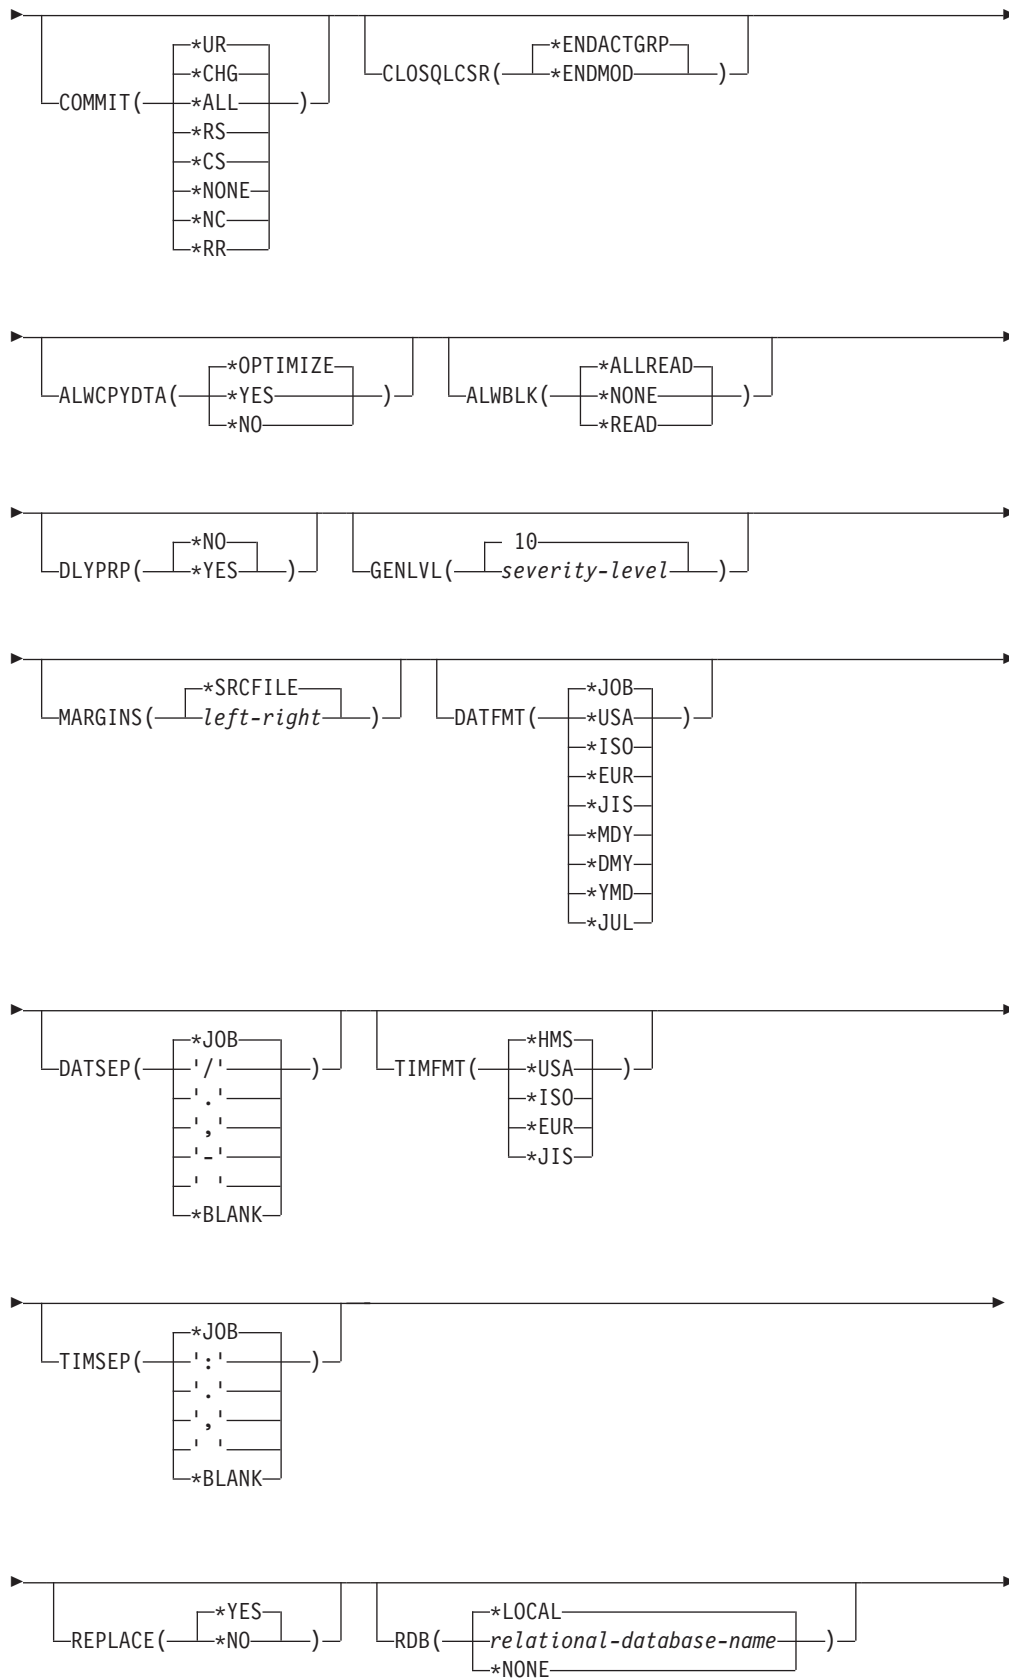 *UR
*CHG
COMMIT( *ALL )
*RS
*CS
*NONE
*NC
*RR
*ENDACTGRP
CLOSQLCSR( *ENDMOD )
*OPTIMIZE
ALWCPYDTA( *YES )
*NO
*ALLREAD
ALWBLK( *NONE )
*READ
*NO
DLYPRP( *YES )
10
GENLVL( severity-level )
*SRCFILE
MARGINS( left-right )
*JOB
DATFMT( *USA )
*ISO
*EUR
*JIS
*MDY
*DMY
*YMD
*JUL
*JOB
DATSEP( '/' )
'.'
','
'-'
' '
*BLANK
*HMS
TIMFMT( *USA )
*ISO
*EUR
*JIS
*JOB
TIMSEP( ':' )
'.'
','
' '
*BLANK
*YES
REPLACE( *NO )
*LOCAL
RDB( relational-database-name )
*NONE